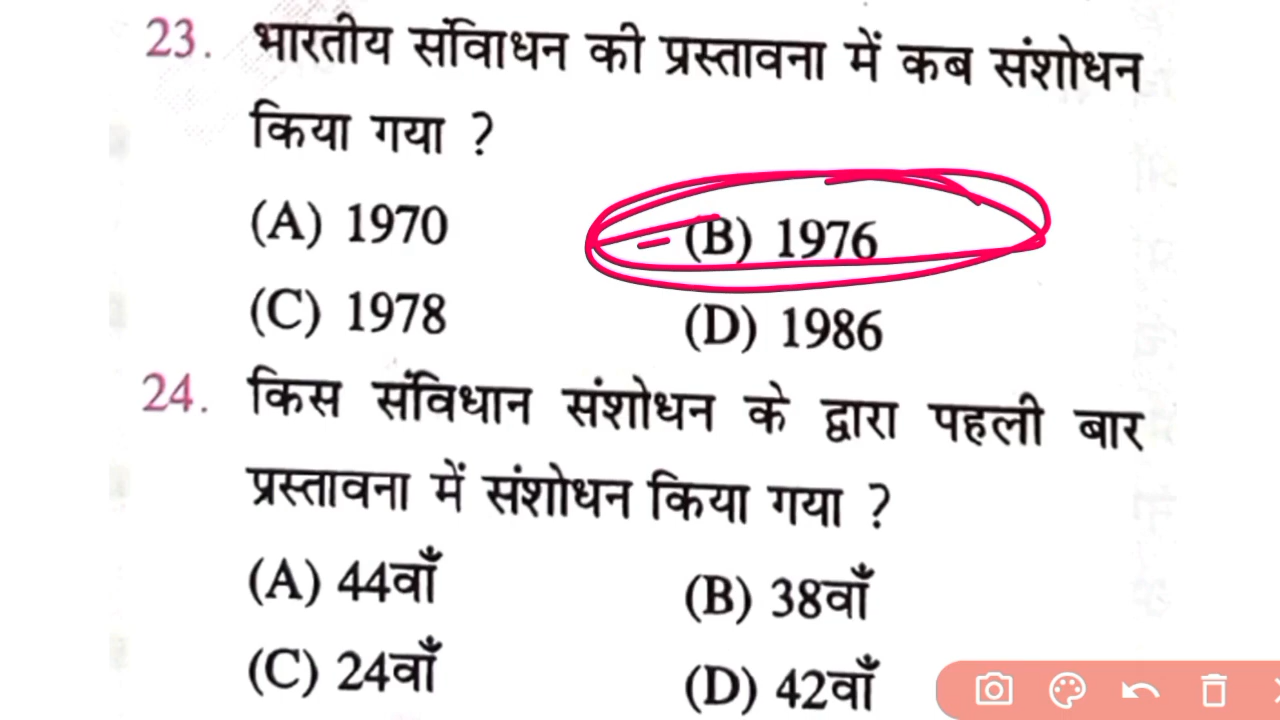 23. भारतीय संविाधन की प्रस्तावना में कब संशोधन
किया गया ?
(A) 1970 (B) 1976
(C) 1978 (D) 1986
24. किस संविधान संशोधन के द्वारा पहली बार
प्रस्तावना में संशोधन किया गया ?
(A) 44वाँ (B) 38वाँ
(C) 24वाँ (D) 42वाँ